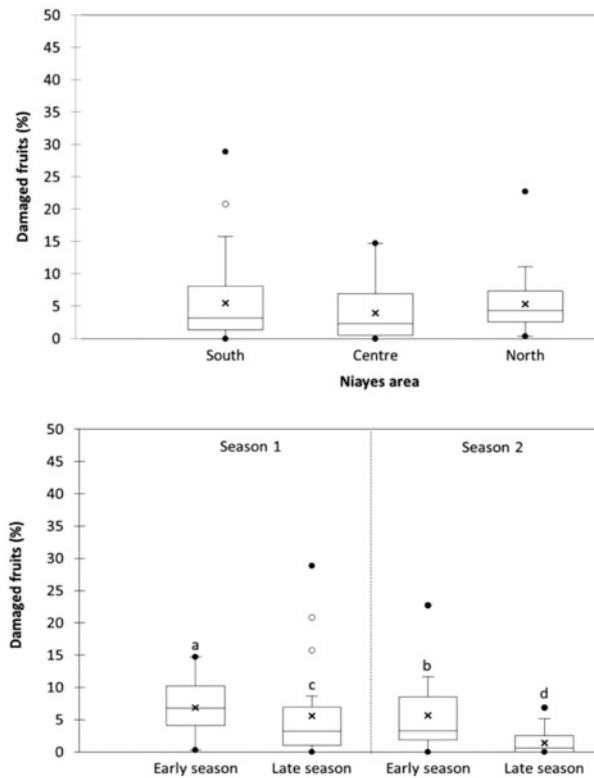 50
45
40
35
30
25
20
15
10
5
0
Damaged fruits (%)
South Centre North
Niayes area
50
45
40
35
30
25
20
15
10
5
0
Damaged fruits (%)
Season 1 Season 2
a
c
b
d
Early season Late season Early season Late season